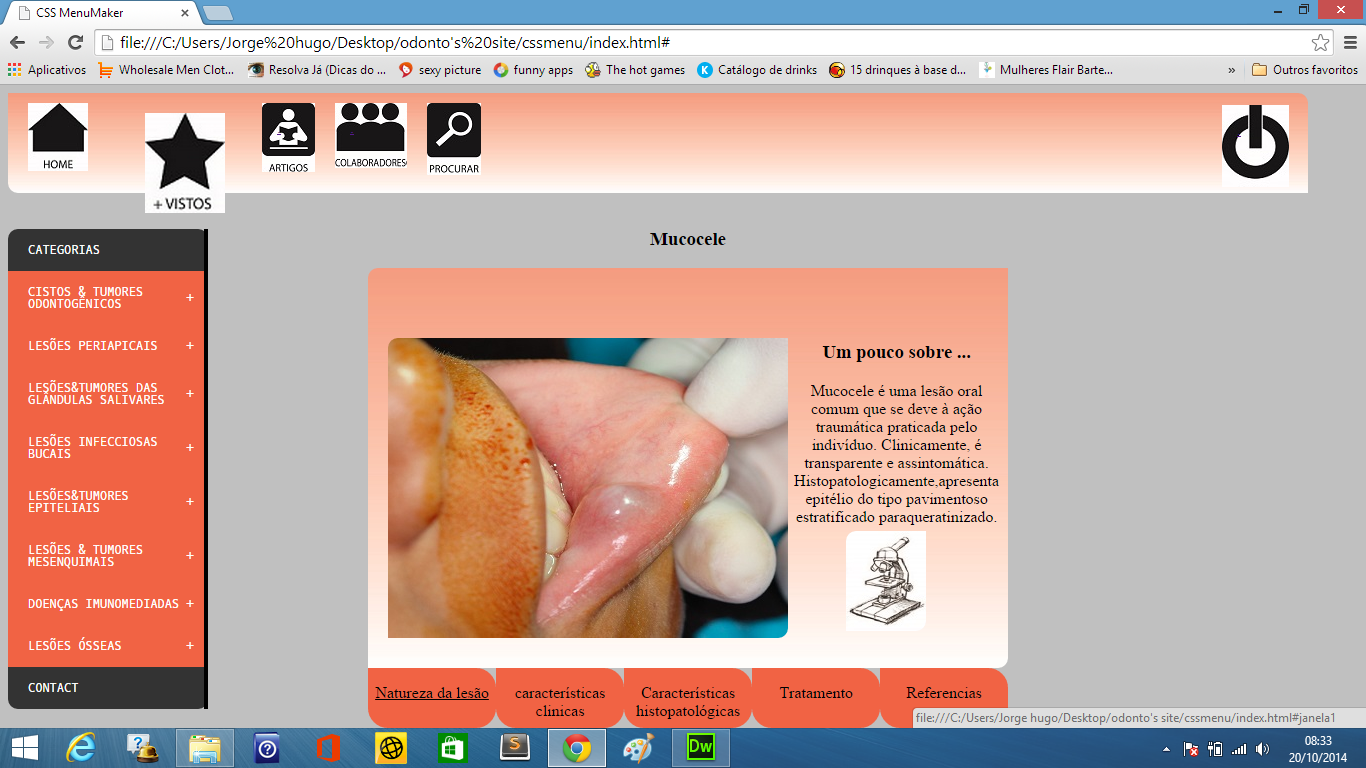 CSS MenuMaker
file:///C:/Users/Jorge%20hugo/Desktop/odonto's%20site/cssmenu/index.html#
Aplicativos
Wholesale Men Clot...
Resolva Já (Dicas do ...
sexy picture
funny apps
The hot games
Catálogo de drinks
15 drinques à base d...
Mulheres Flair Barte...
»
Outros favoritos
HOME
+ VISTOS
ARTIGOS
COLABORADORES
PROCURAR
CATEGORIAS
CISTOS & TUMORES
ODONTOGÊNICOS +
LESÕES PERIAPICAIS +
LESÕES&TUMORES DAS
GLÂNDULAS SALIVARES +
LESÕES INFECCIOSAS
BUCAIS +
LESÕES&TUMORES
EPITELIAIS +
LESÕES & TUMORES
MESENQUIMAIS +
DOENÇAS IMUNOMEDIADAS +
LESÕES ÓSSEAS +
CONTACT
Mucocele
Um pouco sobre ...
Mucocele é uma lesão oral
comum que se deve à ação
traumática praticada pelo
indivíduo. Clinicamente, é
transparente e assintomática.
Histopatologicamente,apresenta
epitélio do tipo pavimentoso
estratificado paraqueratinizado.
Natureza da lesão
características
clinicas
Características
histopatológicas
Tratamento
Referencias
file:///C:/Users/Jorge hugo/Desktop/odonto's site/cssmenu/index.html#janela1
S
Dw
08:33
20/10/2014